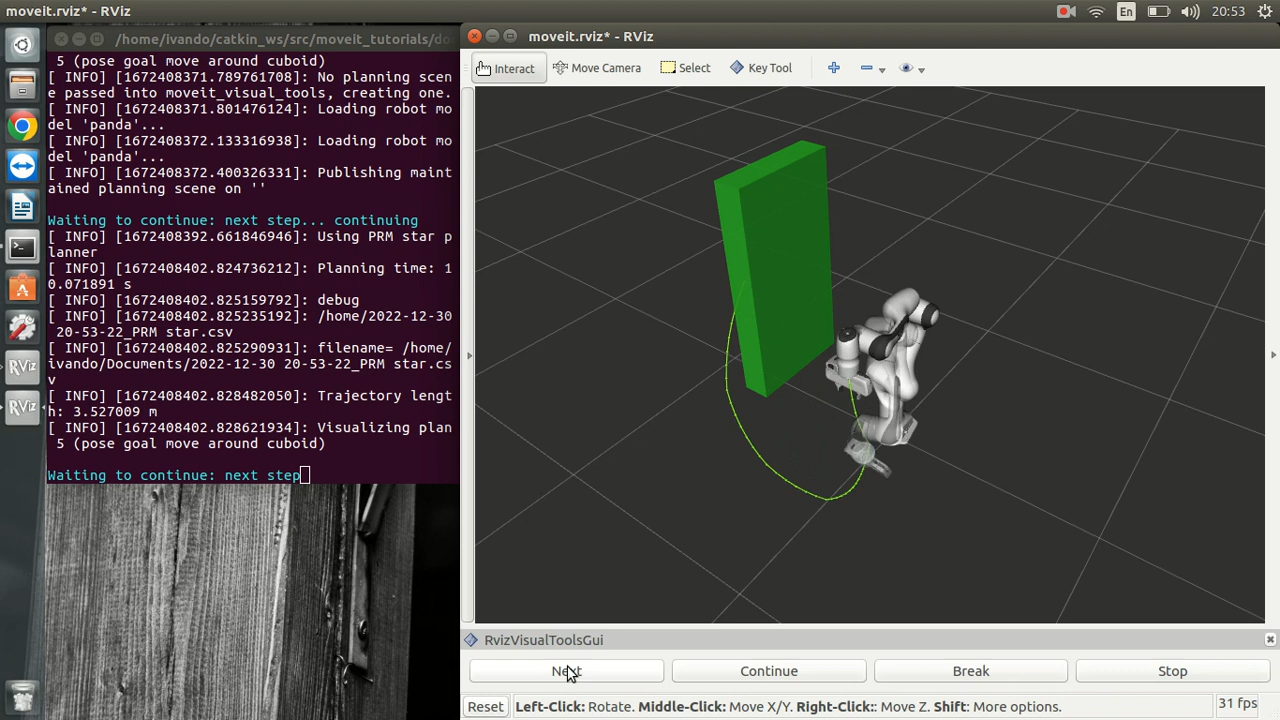 moveit.rviz* - RViz
En
20:53
/home/ivando/catkin_ws/src/moveit_tutorials/do
5 (pose goal move around cuboid)
[ INFO] [1672408371.789761708]: No planning scen
e passed into moveit_visual_tools, creating one.
[ INFO] [1672408371.801476124]: Loading robot mo
del 'panda'...
[ INFO] [1672408372.133316938]: Loading robot mo
del 'panda'...
[ INFO] [1672408372.400326331]: Publishing maint
ained planning scene on ''
Waiting to continue: next step... continuing
[ INFO] [1672408392.661846946]: Using PRM star p
lanner
[ INFO] [1672408402.824736212]: Planning time: 1
0.071891 s
[ INFO] [1672408402.825159792]: debug
[ INFO] [1672408402.825235192]: /home/2022-12-30
20-53-22_PRM star.csv
[ INFO] [1672408402.825290931]: filename= /home/
ivando/Documents/2022-12-30 20-53-22_PRM star.cs
v
[ INFO] [1672408402.828482050]: Trajectory lengt
h: 3.527009 m
[ INFO] [1672408402.828621934]: Visualizing plan
5 (pose goal move around cuboid)
Waiting to continue: next step
RViz
RViz
moveit.rviz* - RViz
Interact
Move Camera
Select
Key Tool
RvizVisualToolsGui
Next
Continue
Break
Stop
Reset
Left-Click: Rotate. Middle-Click: Move X/Y. Right-Click:: Move Z. Shift: More options.
31 fps